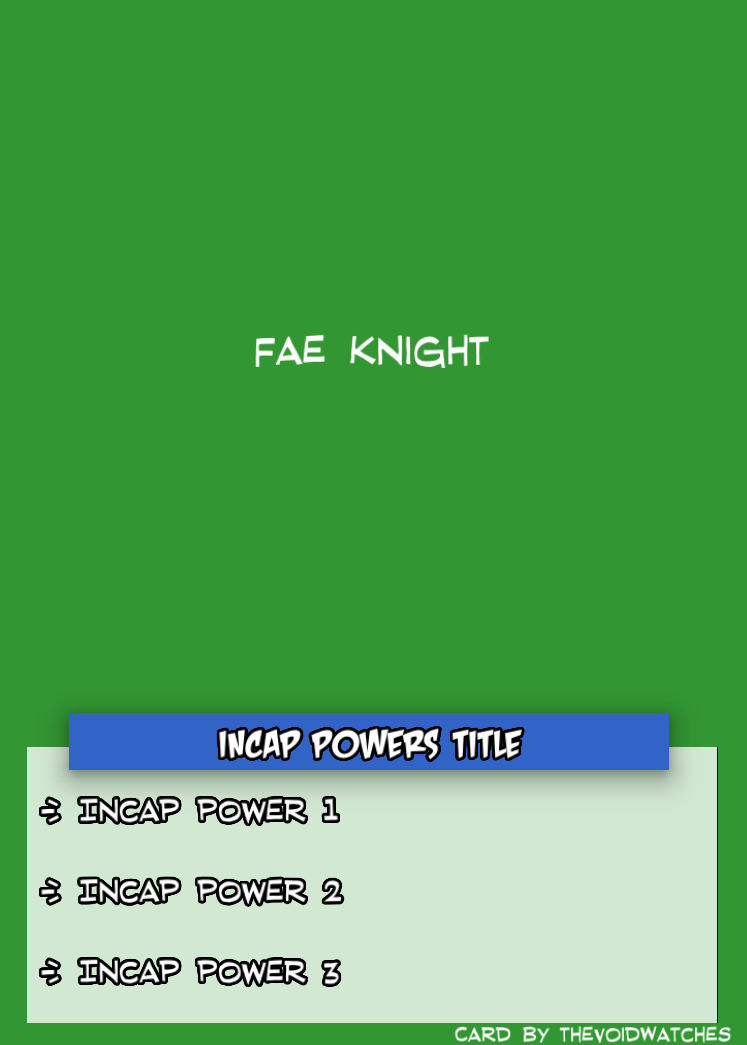 FAE KNIGHT
INCAP POWERS TITLE
INCAP POWER 1
INCAP POWER 2
INCAP POWER 3
CARD BY THEVOIDWATCHES